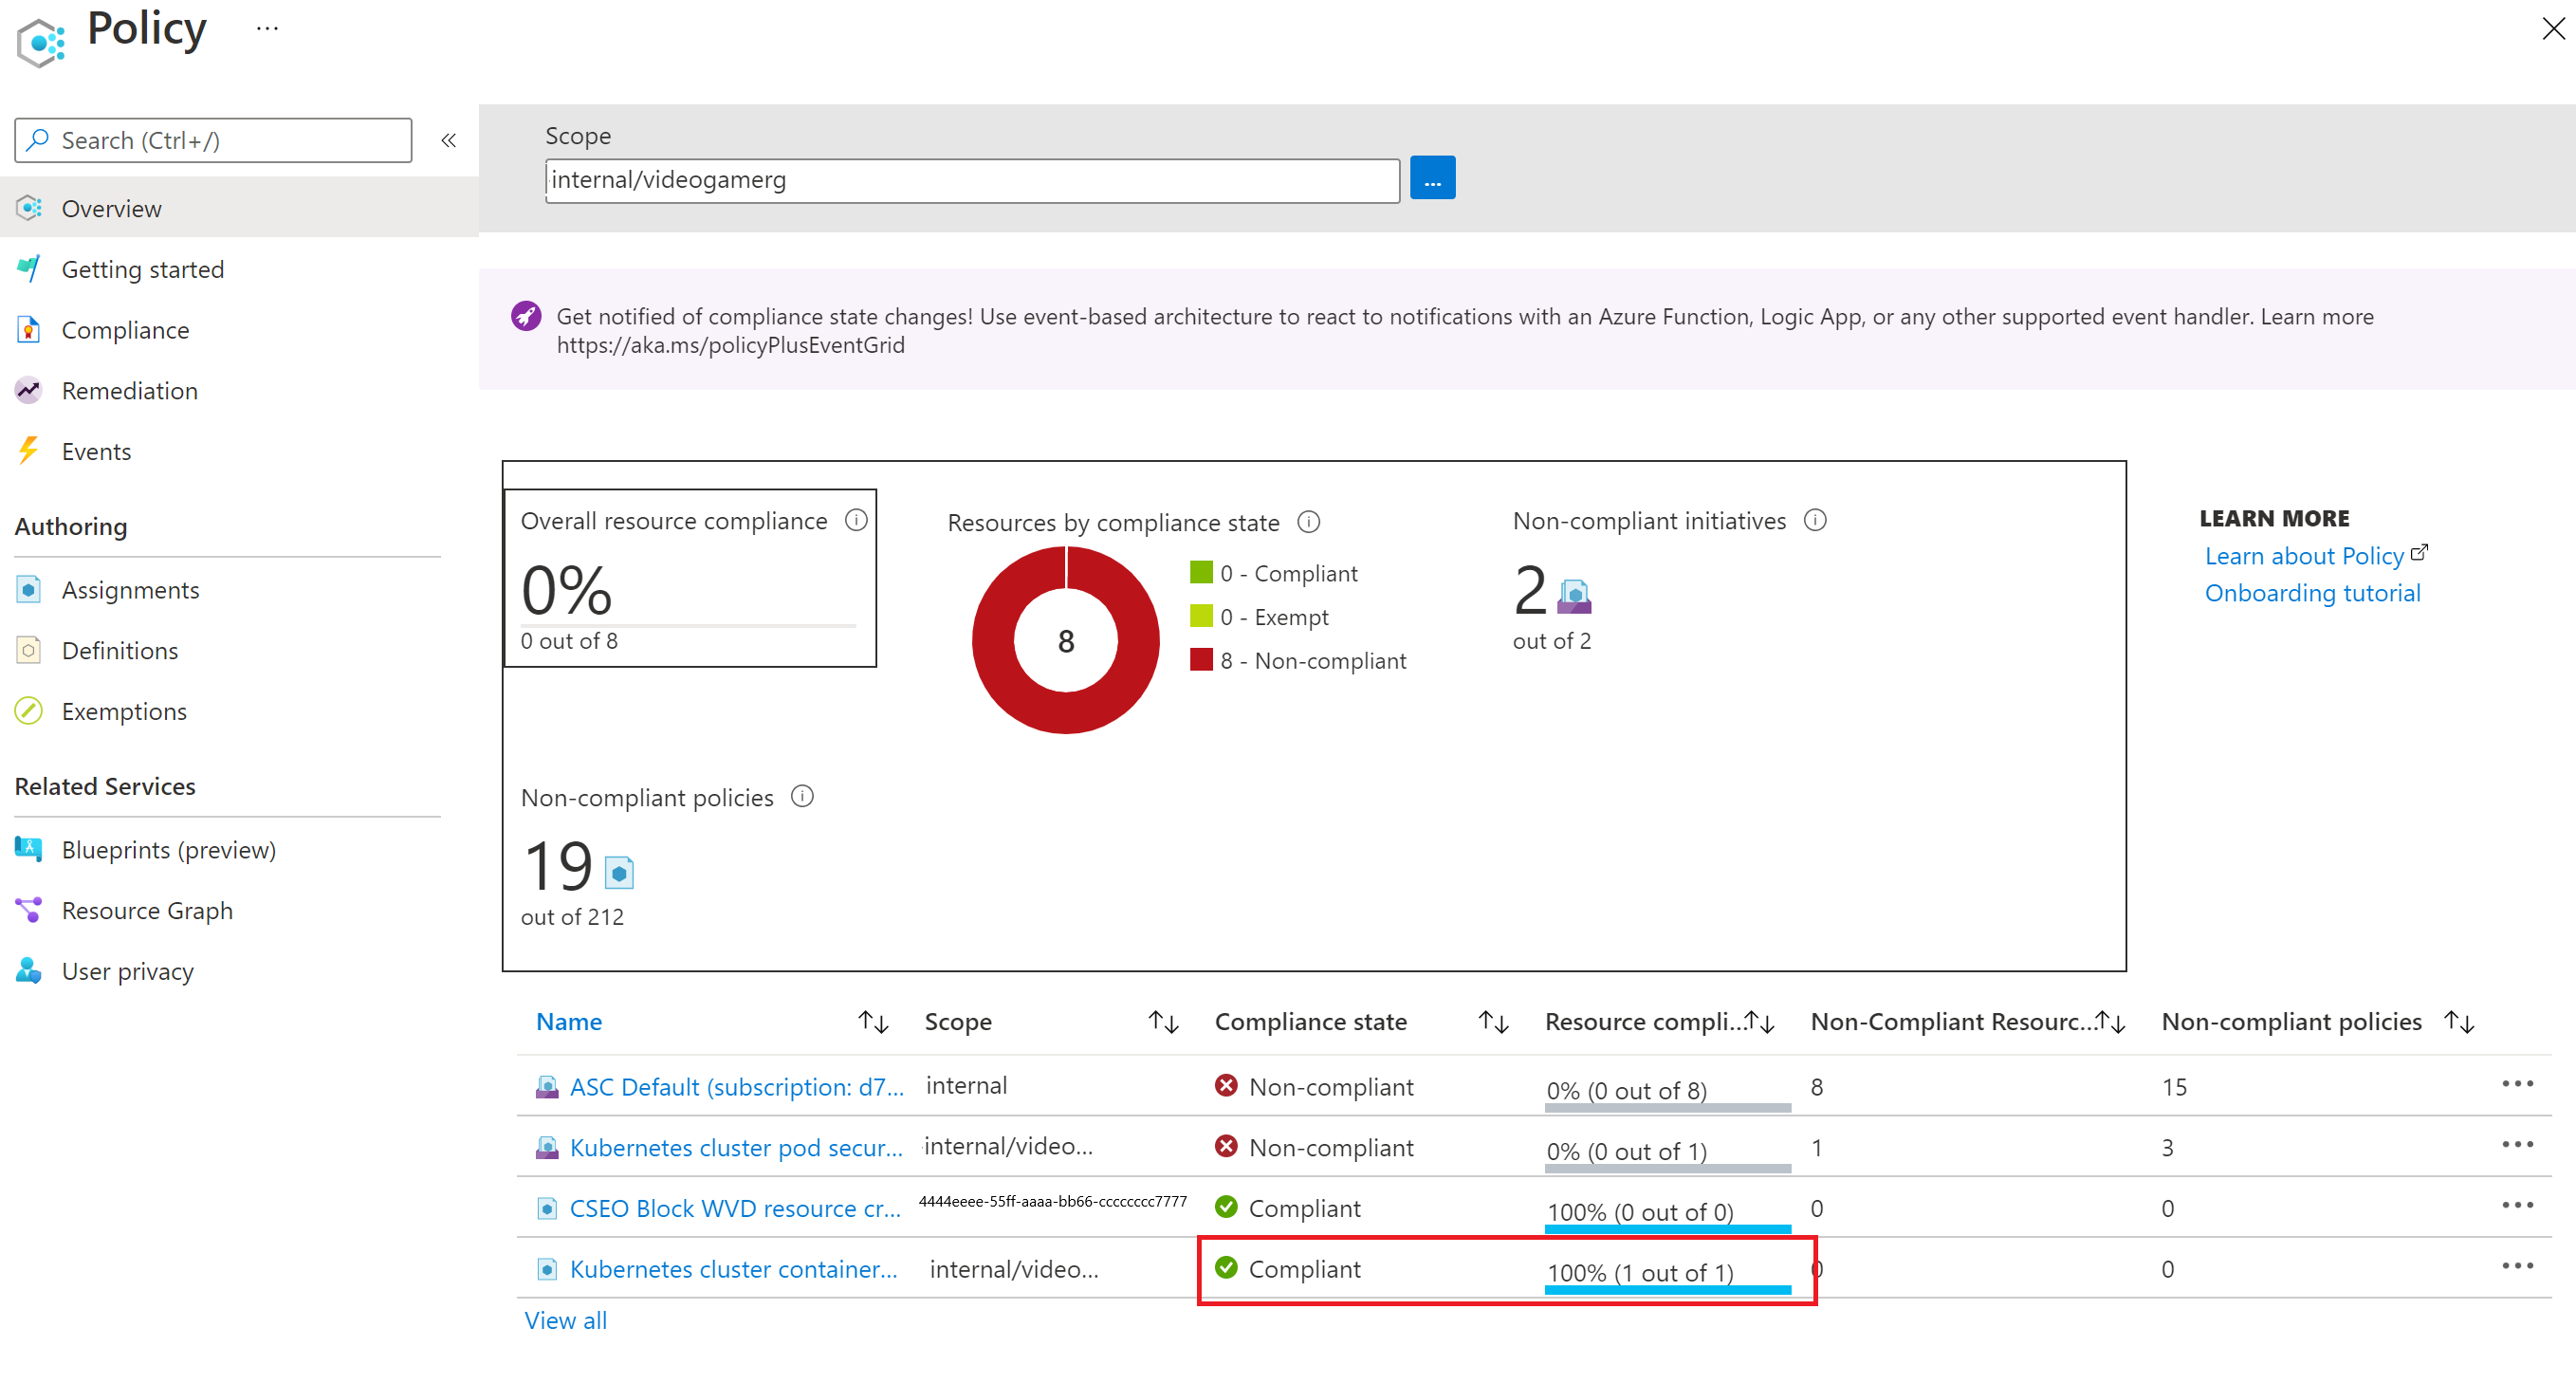 Policy ...
Search (Ctrl+/)
«
Overview
Getting started
Compliance
Remediation
Events
Authoring
Assignments
Definitions
Exemptions
Related Services
Blueprints (preview)
Resource Graph
User privacy
Scope
internal/videogamerg
...
Get notified of compliance state changes! Use event-based architecture to react to notifications with an Azure Function, Logic App, or any other supported event handler. Learn more
https://aka.ms/policyPlusEventGrid
Overall resource compliance
0%
0 out of 8
Resources by compliance state
8
0 - Compliant
0 - Exempt
8 - Non-compliant
Non-compliant initiatives
2
out of 2
Non-compliant policies
19
out of 212
LEARN MORE
Learn about Policy
Onboarding tutorial
Name Scope Compliance state Resource compli... Non-Compliant Resourc... Non-compliant policies
ASC Default (subscription: d7... internal Non-compliant 0% (0 out of 8) 8 15 ...
Kubernetes cluster pod secur... internal/video... Non-compliant 0% (0 out of 1) 1 3 ...
CSEO Block WVD resource cr... 4444eeee-55ff-aaaa-bb66-cccccccc7777 Compliant 100% (0 out of 0) 0 0 ...
Kubernetes cluster container... internal/video... Compliant 100% (1 out of 1) 0 0 ...
View all